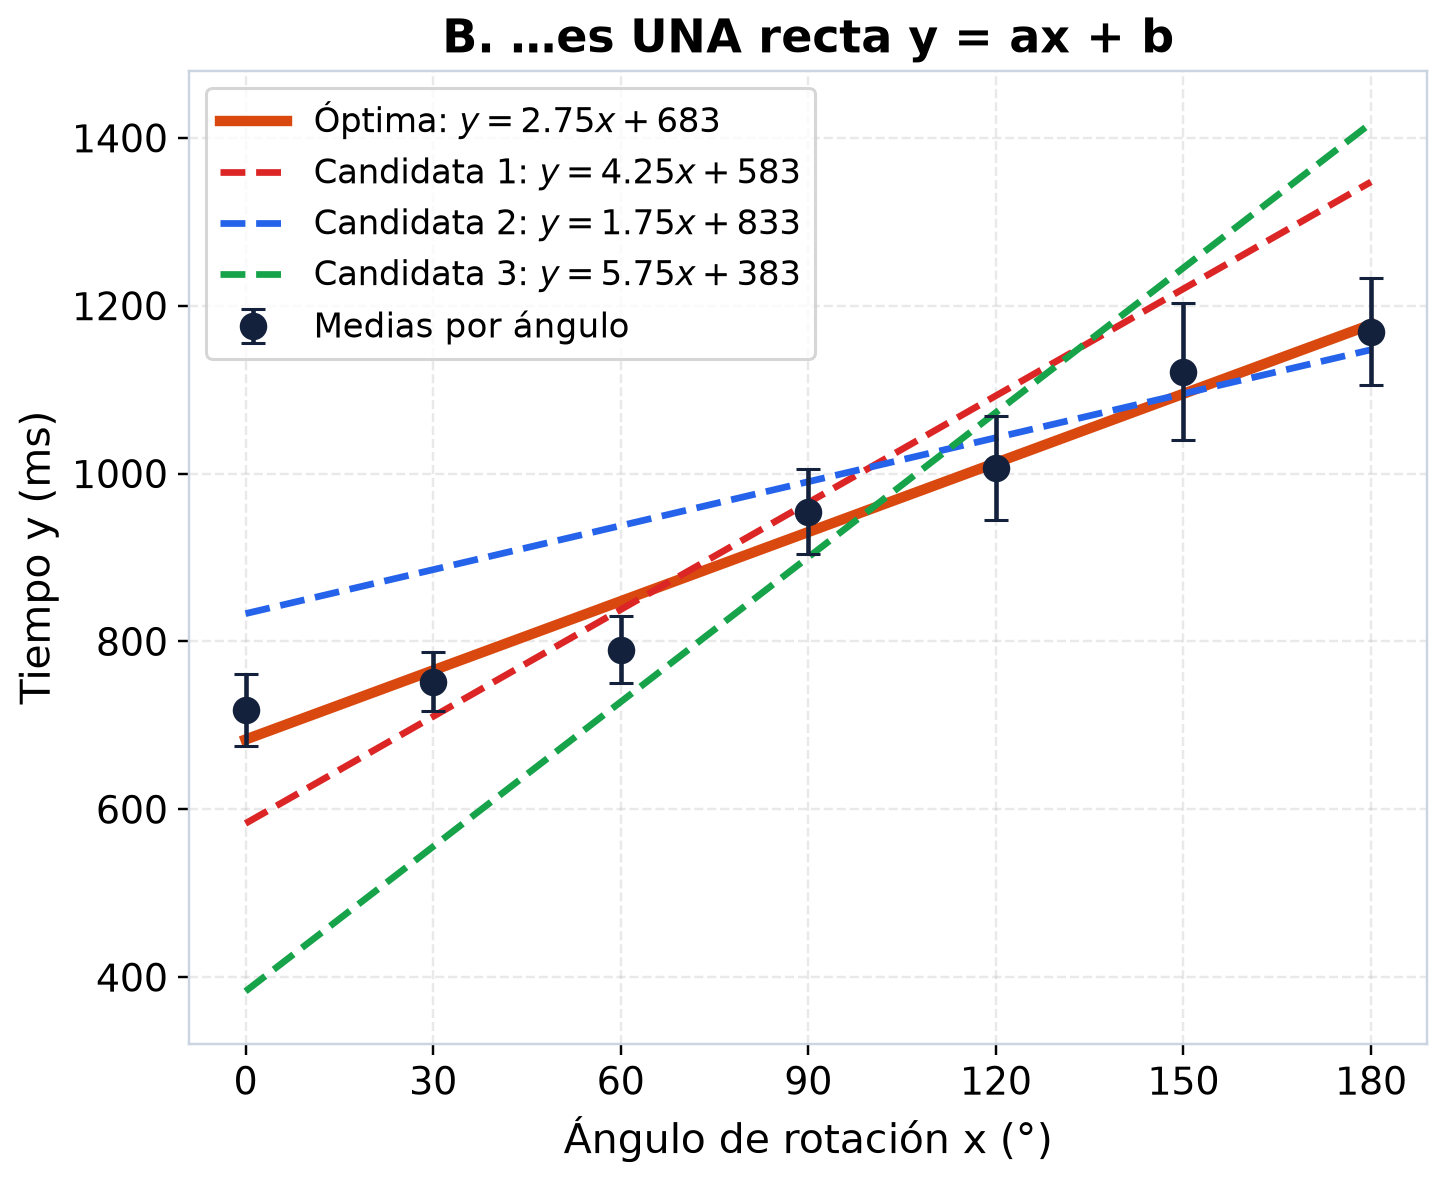 B. ...es UNA recta y = ax + b
Óptima: y = 2.75x + 683
Candidata 1: y = 4.25x + 583
Candidata 2: y = 1.75x + 833
Candidata 3: y = 5.75x + 383
Medias por ángulo
Tiempo y (ms)
1400
1200
1000
800
600
400
0 30 60 90 120 150 180
Ángulo de rotación x (°)